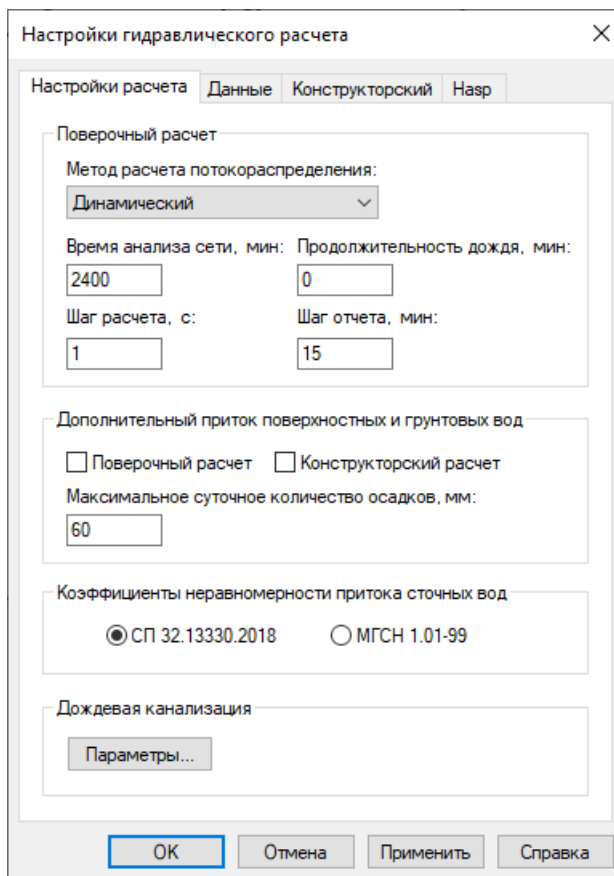 Настройки гидравлического расчета
Настройки расчета Данные Конструкторский Hasp
Поверочный расчет
Метод расчета потокораспределения:
Динамический
Время анализа сети, мин: Продолжительность дождя, мин:
2400 0
Шаг расчета, с: Шаг отчета, мин:
1 15
Дополнительный приток поверхностных и грунтовых вод
Поверочный расчет Конструкторский расчет
Максимальное суточное количество осадков, мм:
60
Коэффициенты неравномерности притока сточных вод
СП 32.13330.2018 МГСН 1.01-99
Дождевая канализация
Параметры...
OK Отмена Применить Справка